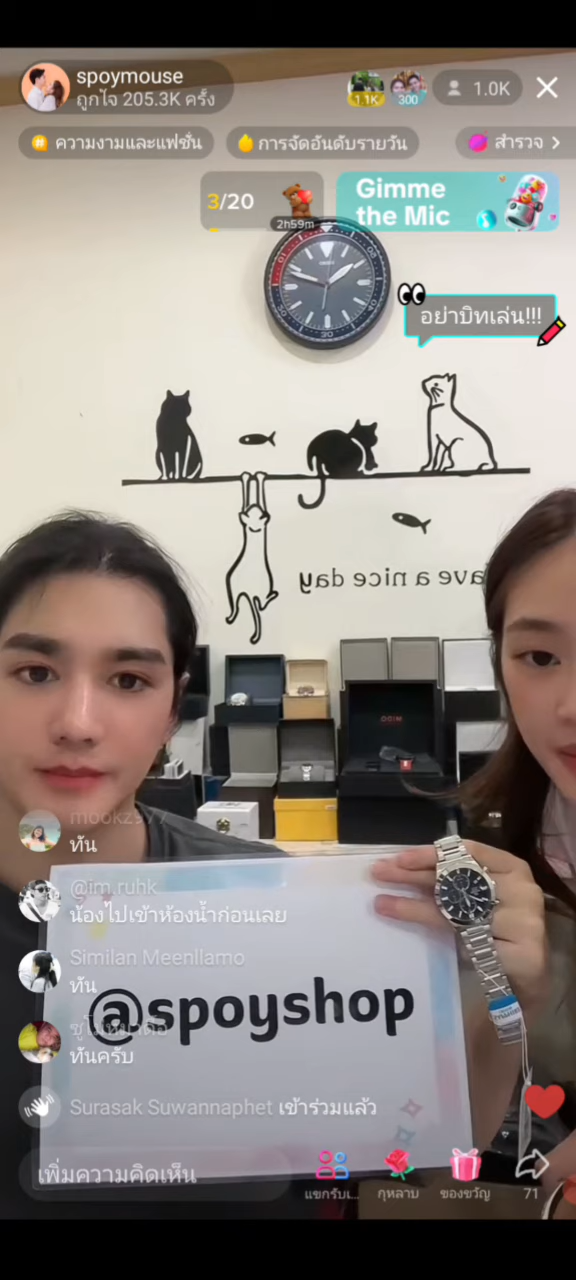 spoymouse
ถูกใจ 205.3K ครั้ง
1.1K
300
1.0K
ความงามและแฟชั่น
การจัดอันดับรายวัน
สำรวจ
3/20
2h59m
Gimme
the Mic
อย่าบิทเล่น!!!
ave a nice day
MIDO
mookz977
ทัน
@im.ruhk
น้องไปเข้าห้องน้ำก่อนเลย
Similan Meenllamo
ทัน
@spoyshop
ทันครับ
Surasak Suwannaphet เข้าร่วมแล้ว
เพิ่มความคิดเห็น
แขกรับเ...
กุหลาบ
ของขวัญ
71